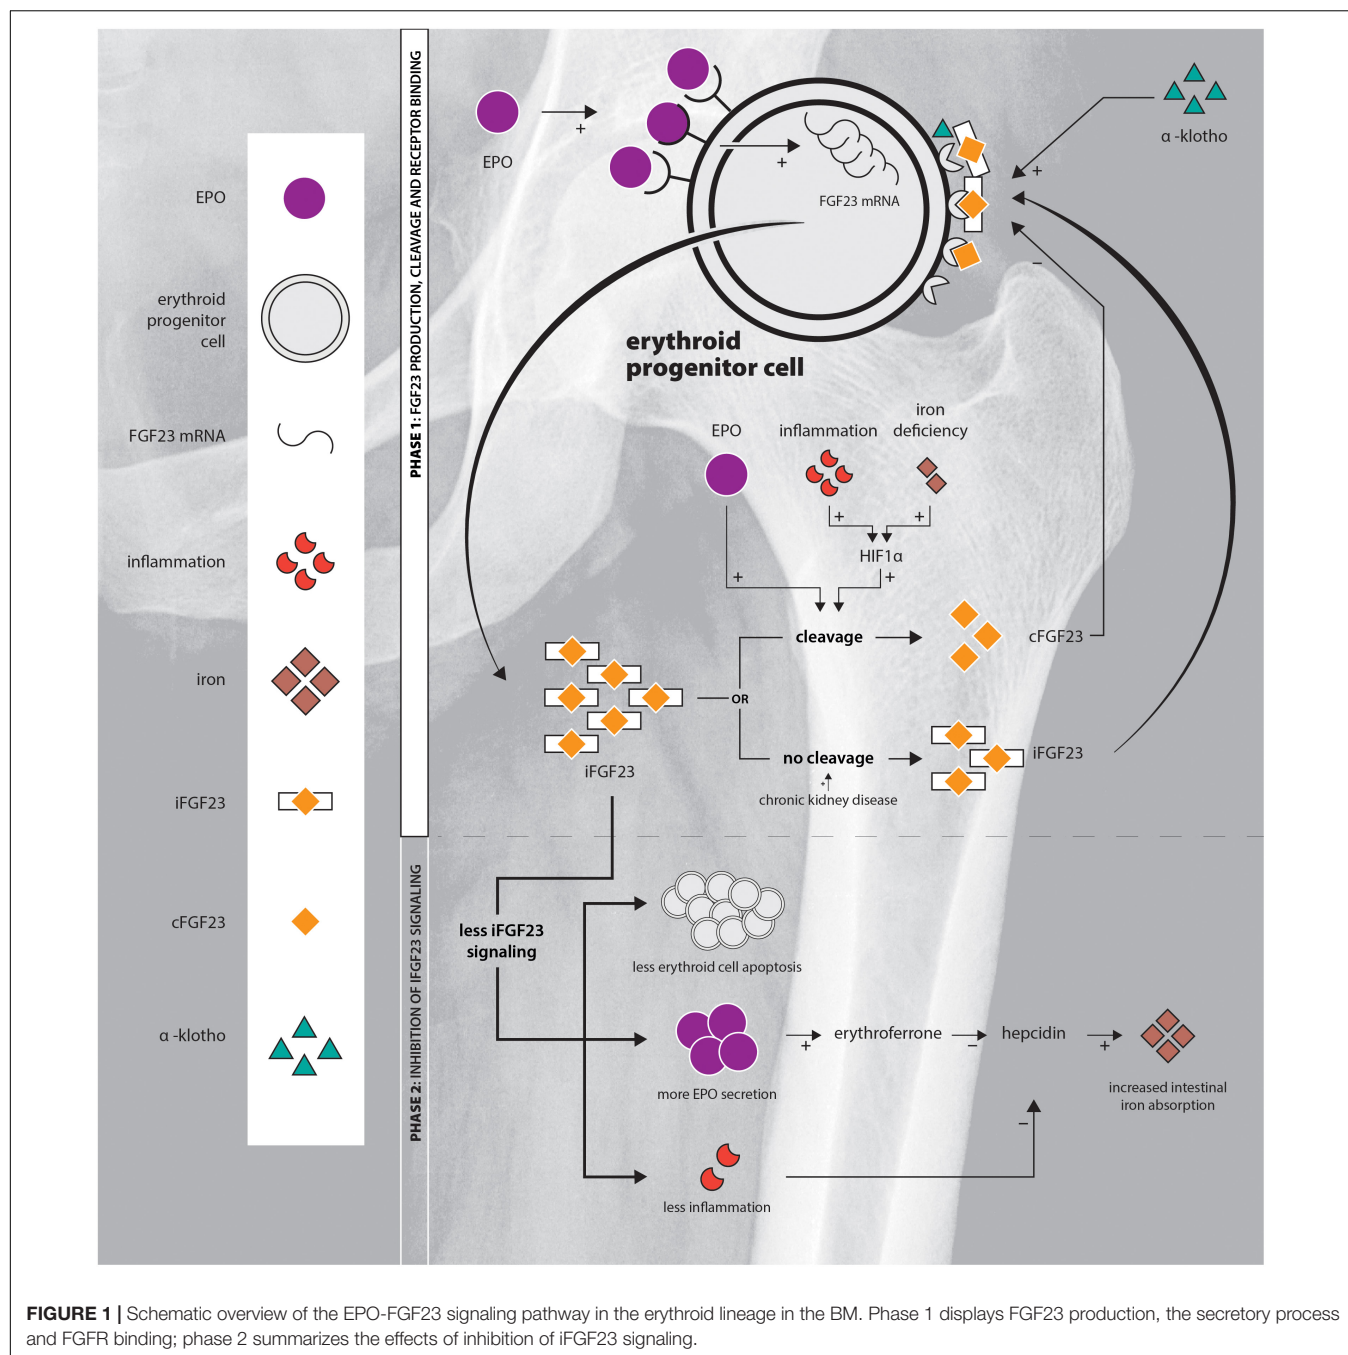 PHASE 1: FGF23 PRODUCTION, CLEAVAGE AND RECEPTOR BINDING
PHASE 2: INHIBITION OF IFGF23 SIGNALING
EPO
erythroid
progenitor
cell
FGF23 mRNA
inflammation
iron
iFGF23
cFGF23
α -klotho
EPO
+
+
FGF23 mRNA
α -klotho
+
−
erythroid
progenitor cell
EPO
inflammation
iron
deficiency
+
+
HIF1α
+
+
cleavage
cFGF23
OR
no cleavage
iFGF23
+
chronic kidney disease
iFGF23
less iFGF23
signaling
less erythroid cell apoptosis
more EPO secretion
+
erythroferrone
−
hepcidin
+
increased intestinal
iron absorption
−
less inflammation
FIGURE 1 | Schematic overview of the EPO-FGF23 signaling pathway in the erythroid lineage in the BM. Phase 1 displays FGF23 production, the secretory process
and FGFR binding; phase 2 summarizes the effects of inhibition of iFGF23 signaling.